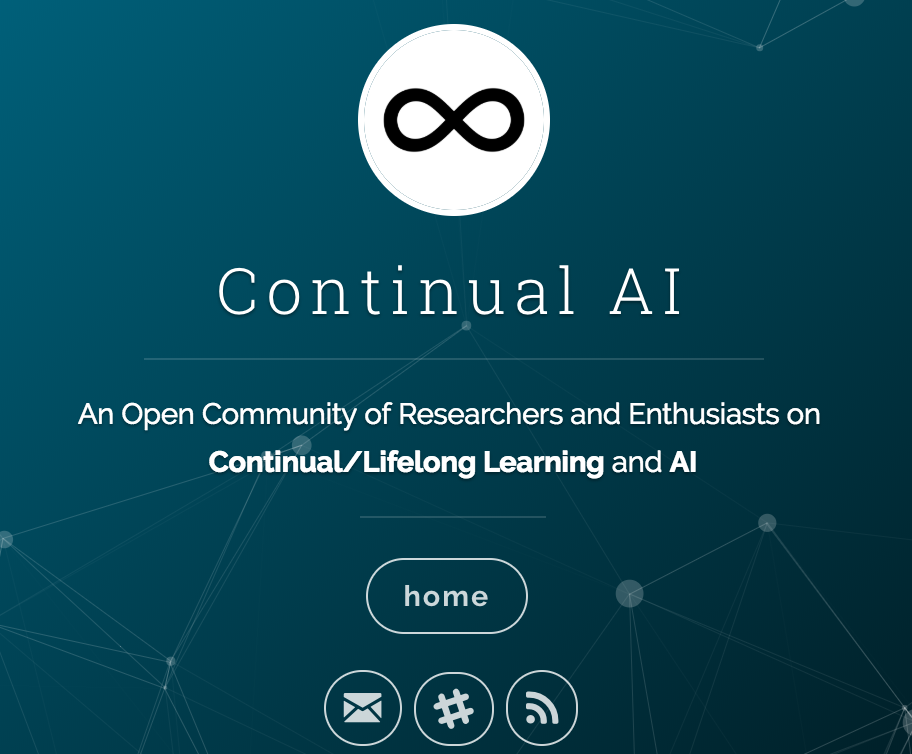 Continual AI
An Open Community of Researchers and Enthusiasts on
Continual/Lifelong Learning and AI
home